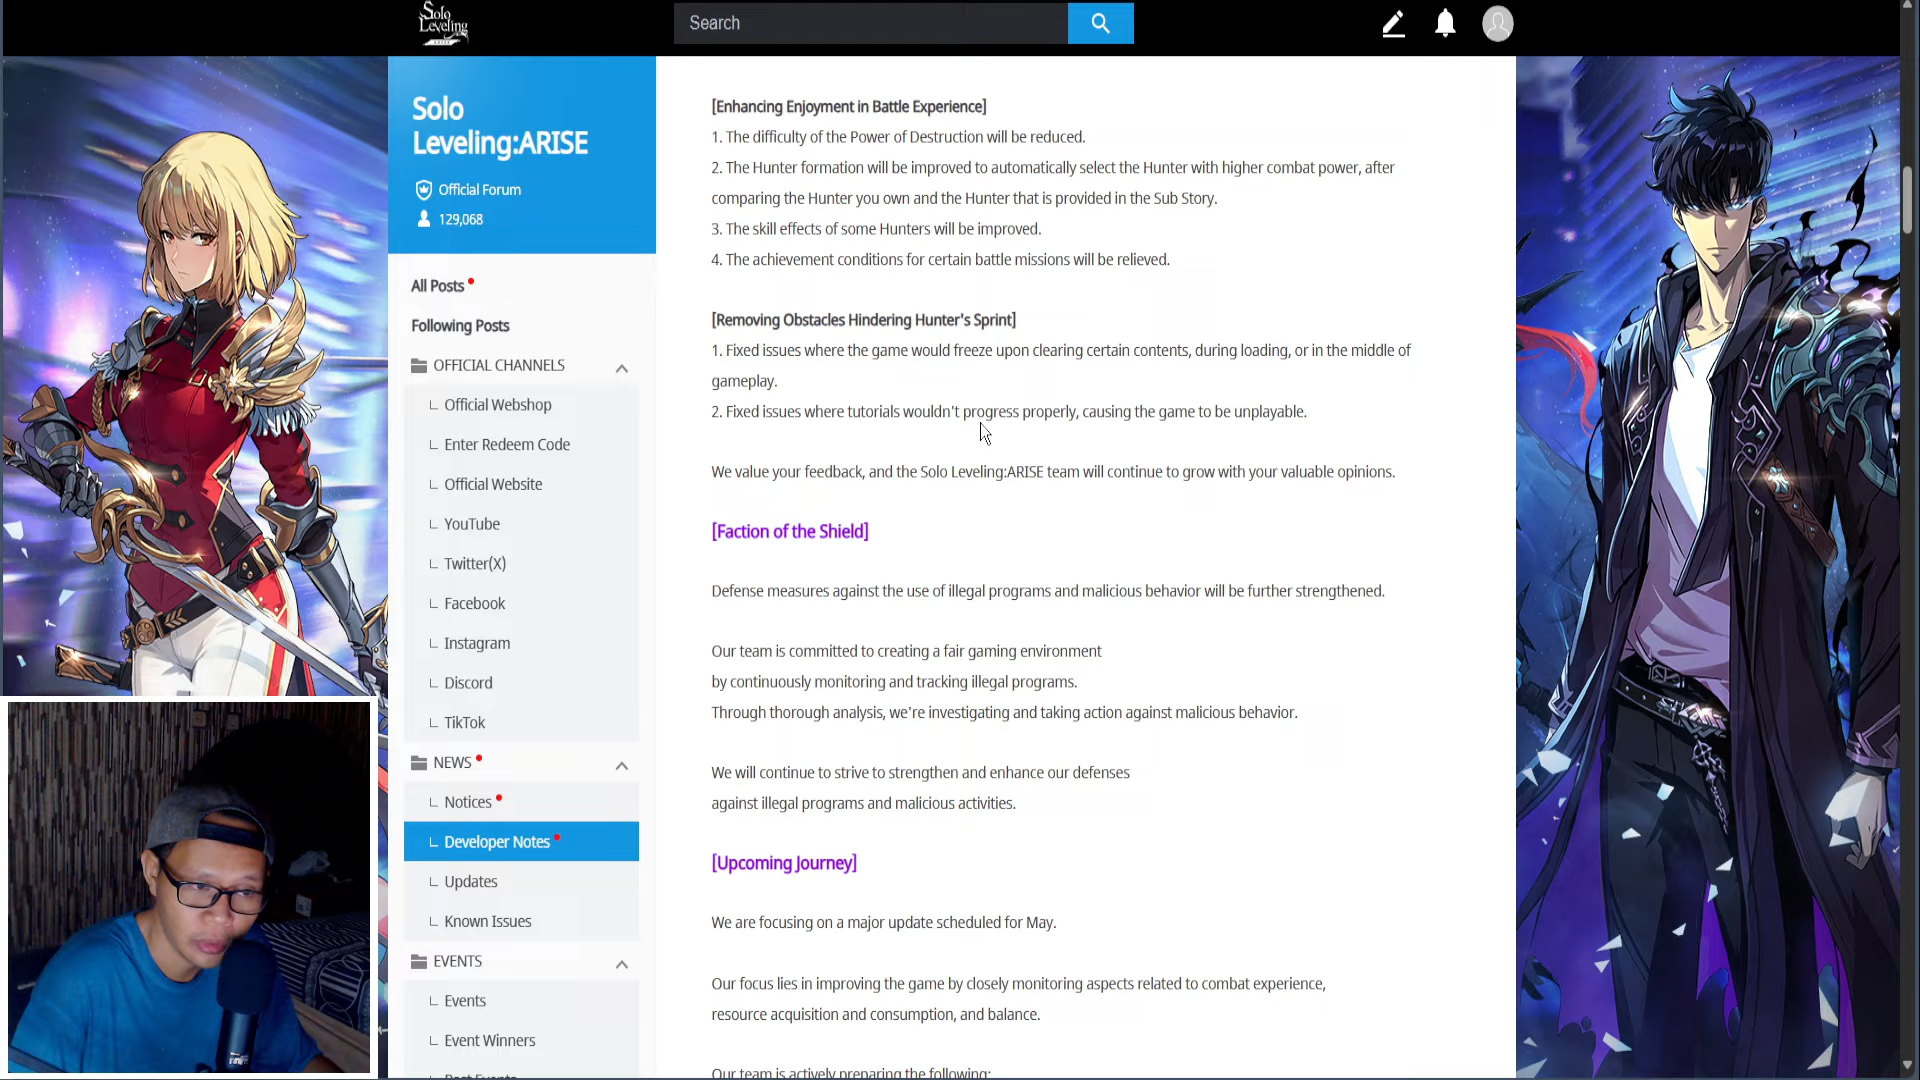 Solo
Leveling
ARISE
Search
Solo
Leveling:ARISE
Official Forum
129,068
All Posts
Following Posts
OFFICIAL CHANNELS
Official Webshop
Enter Redeem Code
Official Website
YouTube
Twitter(X)
Facebook
Instagram
Discord
TikTok
NEWS
Notices
Developer Notes
Updates
Known Issues
EVENTS
Events
Event Winners
Past Events
[Enhancing Enjoyment in Battle Experience]
1. The difficulty of the Power of Destruction will be reduced.
2. The Hunter formation will be improved to automatically select the Hunter with higher combat power, after
comparing the Hunter you own and the Hunter that is provided in the Sub Story.
3. The skill effects of some Hunters will be improved.
4. The achievement conditions for certain battle missions will be relieved.
[Removing Obstacles Hindering Hunter's Sprint]
1. Fixed issues where the game would freeze upon clearing certain contents, during loading, or in the middle of
gameplay.
2. Fixed issues where tutorials wouldn't progress properly, causing the game to be unplayable.
We value your feedback, and the Solo Leveling:ARISE team will continue to grow with your valuable opinions.
[Faction of the Shield]
Defense measures against the use of illegal programs and malicious behavior will be further strengthened.
Our team is committed to creating a fair gaming environment
by continuously monitoring and tracking illegal programs.
Through thorough analysis, we're investigating and taking action against malicious behavior.
We will continue to strive to strengthen and enhance our defenses
against illegal programs and malicious activities.
[Upcoming Journey]
We are focusing on a major update scheduled for May.
Our focus lies in improving the game by closely monitoring aspects related to combat experience,
resource acquisition and consumption, and balance.
Our team is actively preparing the following: